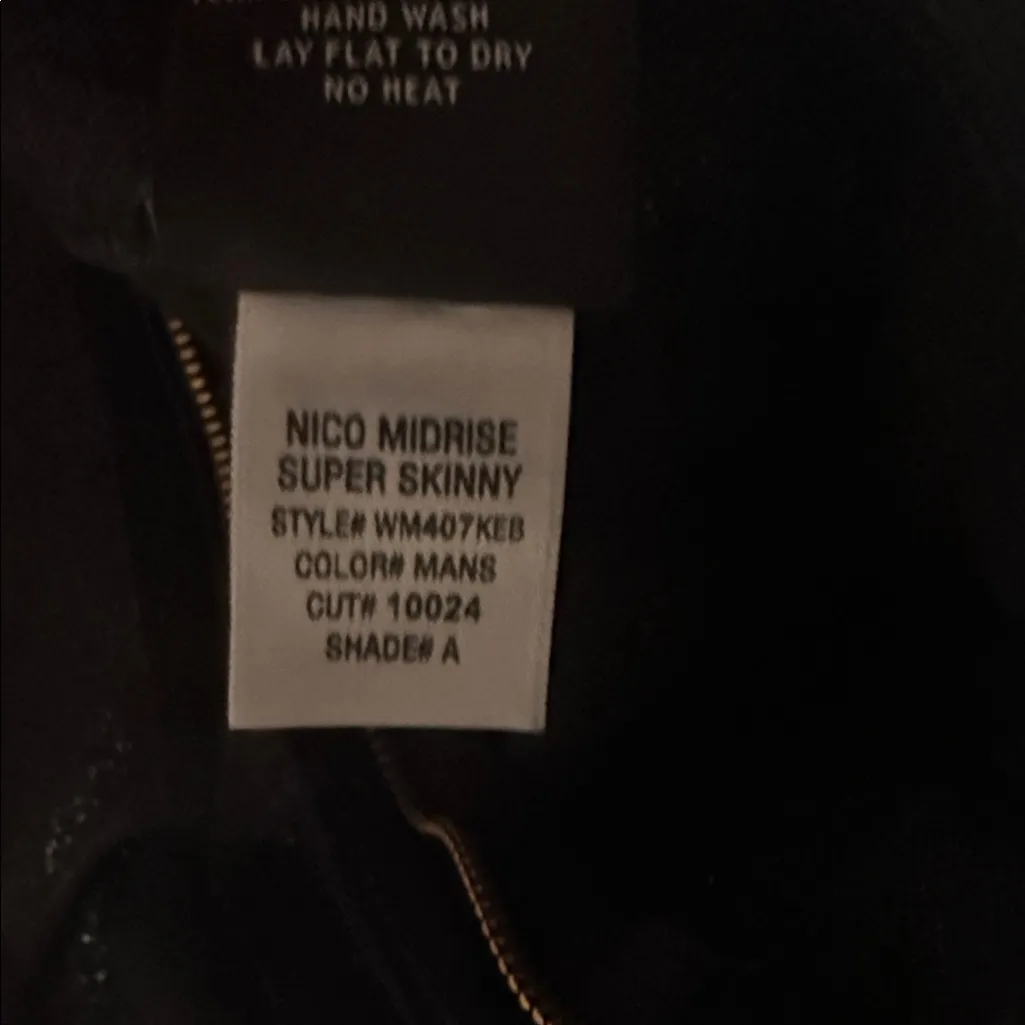 HAND WASH
LAY FLAT TO DRY
NO HEAT
NICO MIDRISE
SUPER SKINNY
STYLE# WM407KEB
COLOR# MANS
CUT# 10024
SHADE# A